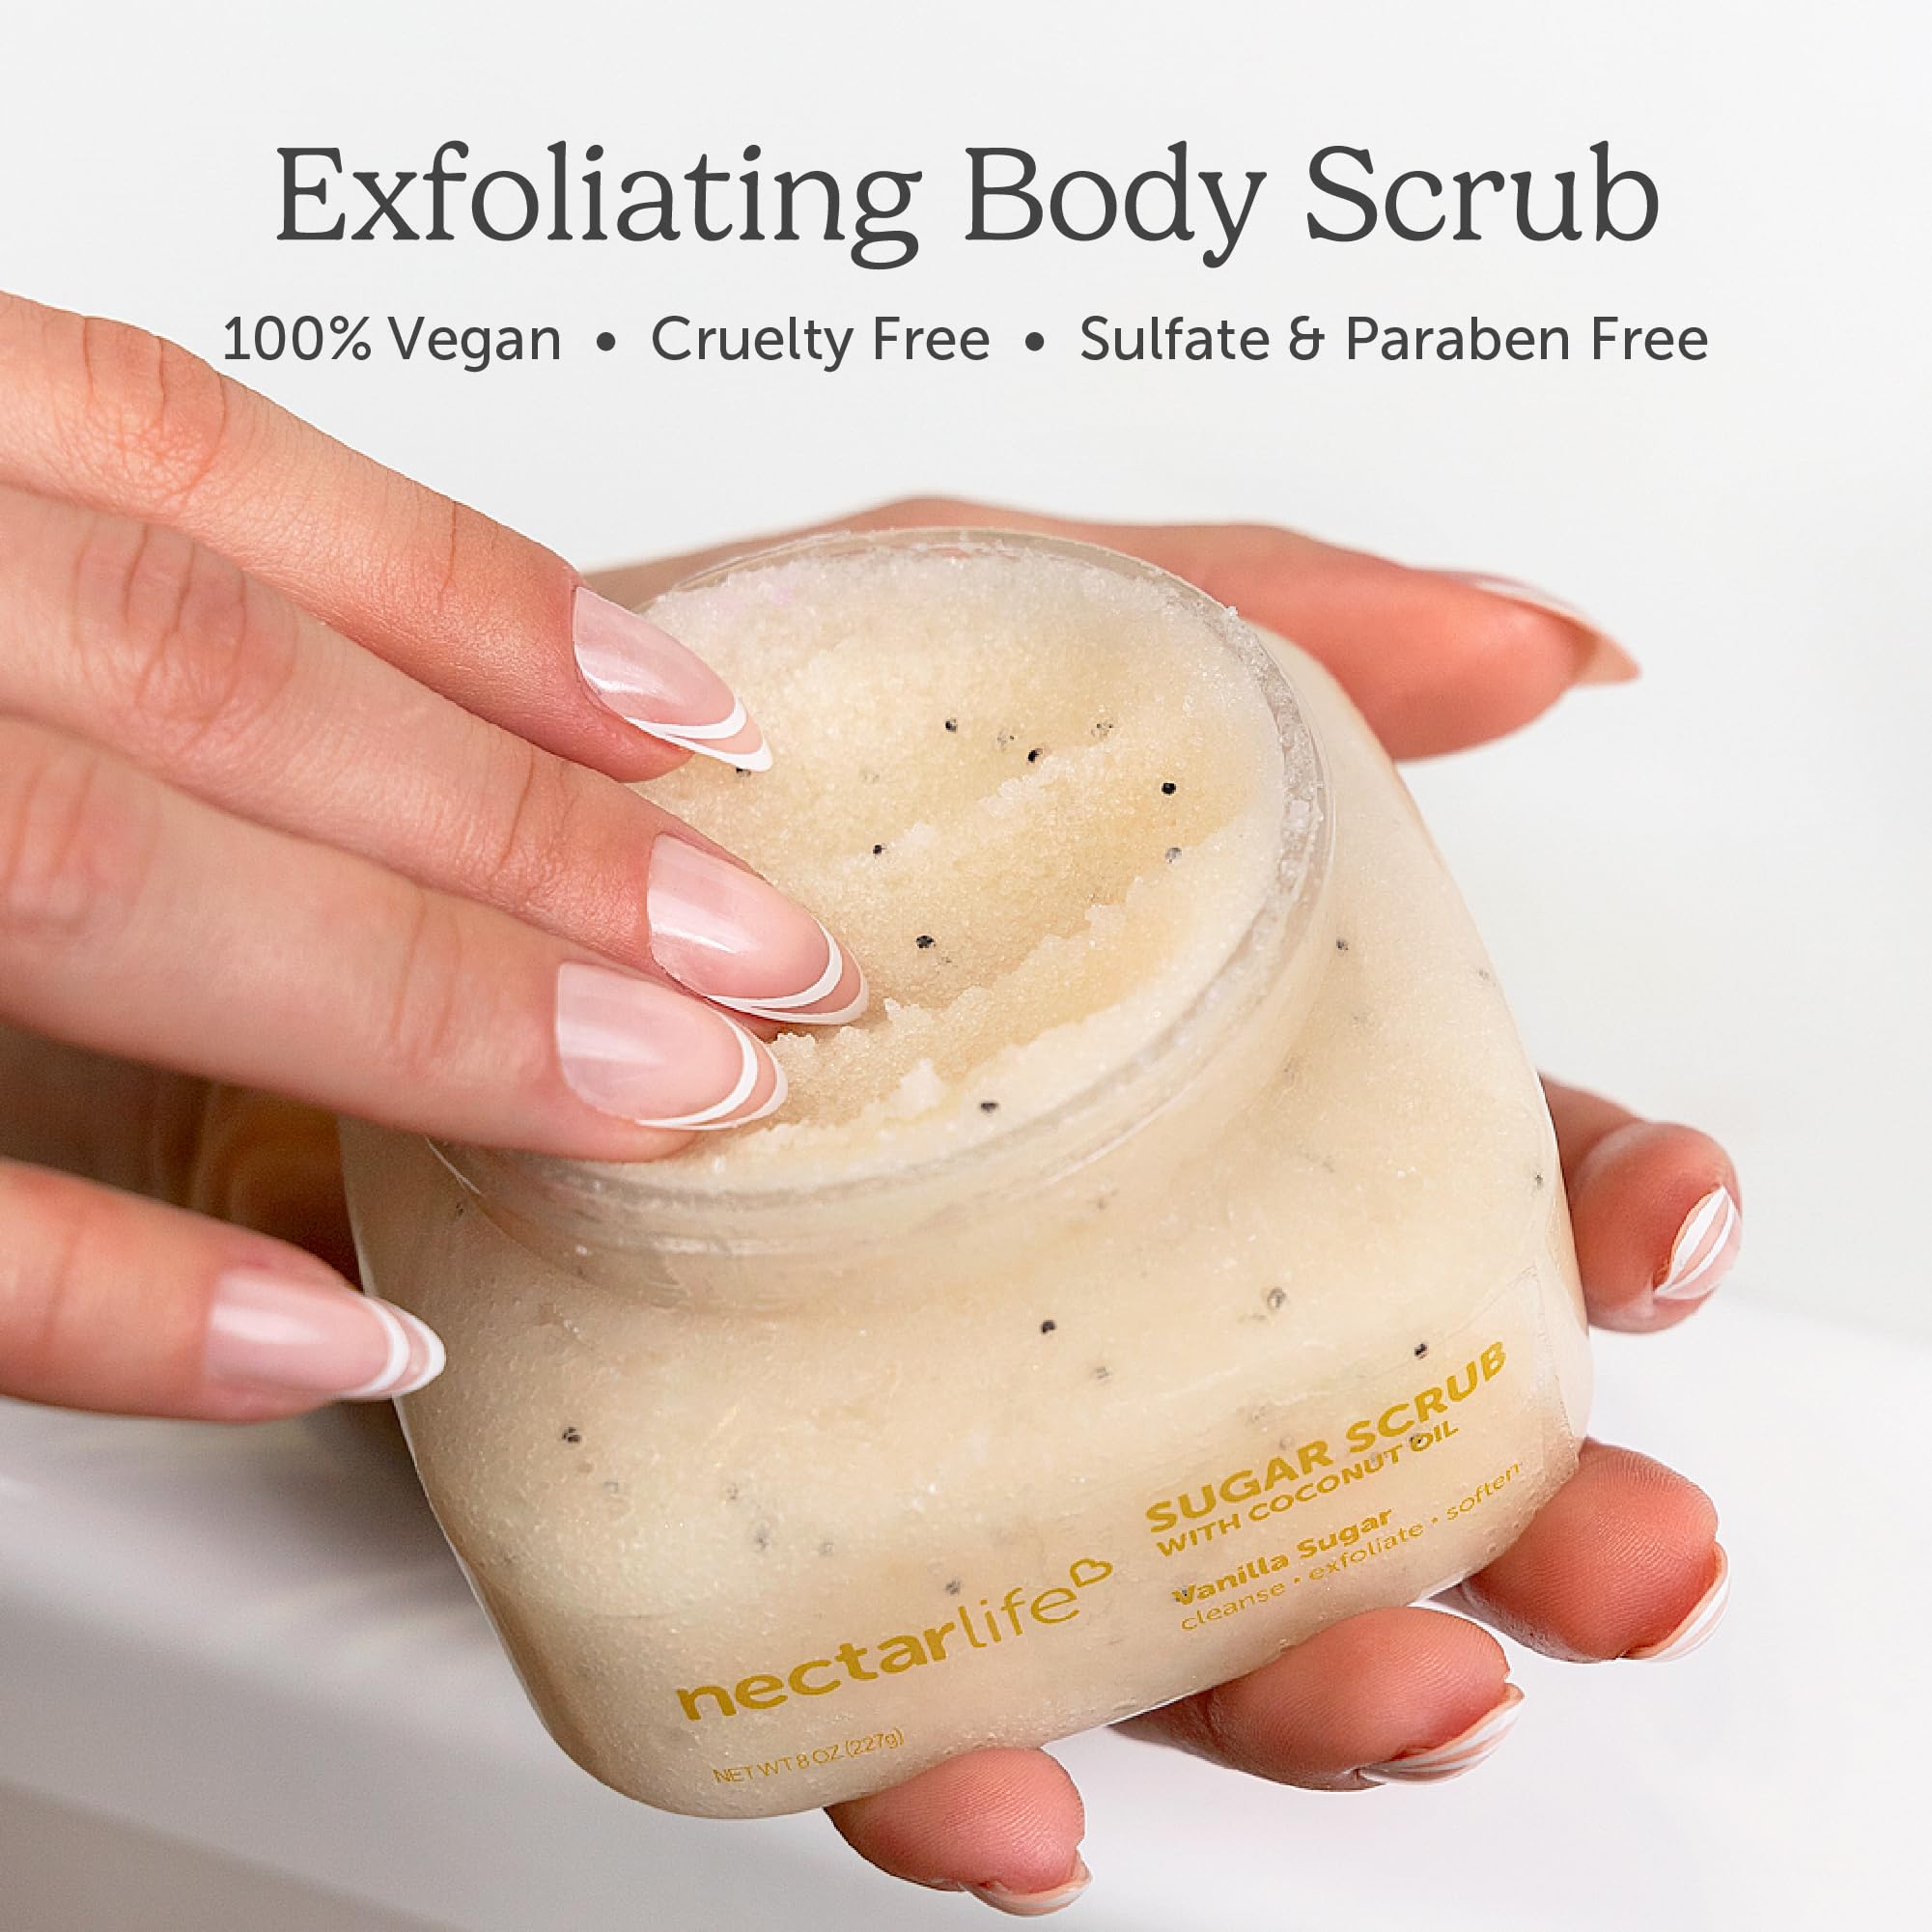 Exfoliating Body Scrub
100% Vegan • Cruelty Free • Sulfate & Paraben Free
SUGAR SCRUB
WITH COCONUT OIL
Vanilla Sugar
cleanse • exfoliate • soften
nectarlife
NET WT 8 OZ (227g)